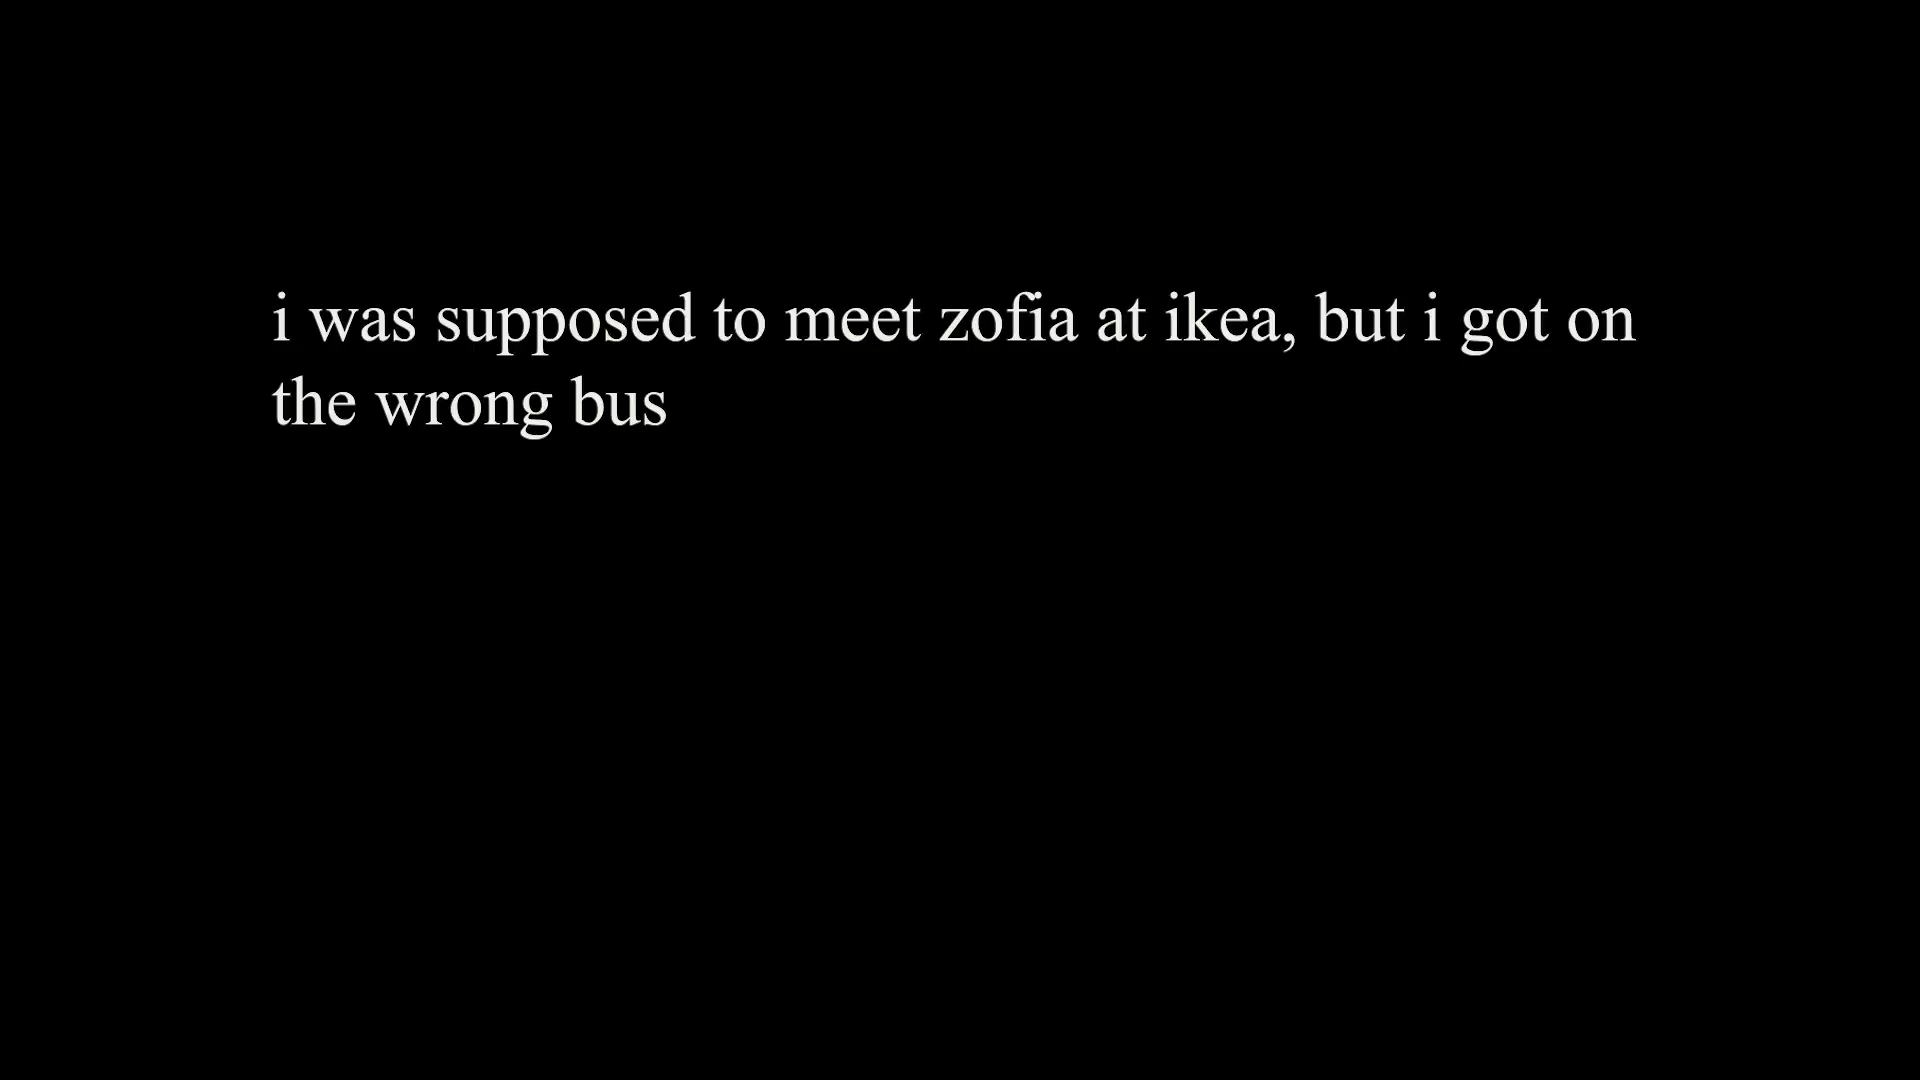 i was supposed to meet zofia at ikea, but i got on
the wrong bus